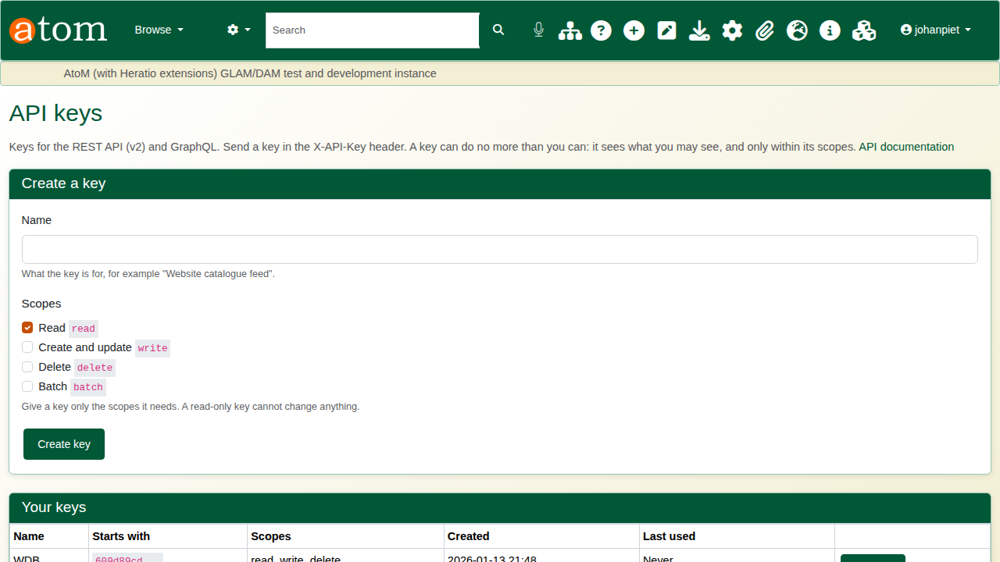 atom
Browse
Search
johanpiet
AtoM (with Heratio extensions) GLAM/DAM test and development instance
API keys
Keys for the REST API (v2) and GraphQL. Send a key in the X-API-Key header. A key can do no more than you can: it sees what you may see, and only within its scopes. API documentation
Create a key
Name
What the key is for, for example "Website catalogue feed".
Scopes
Read read
Create and update write
Delete delete
Batch batch
Give a key only the scopes it needs. A read-only key cannot change anything.
Create key
Your keys
Name Starts with Scopes Created Last used
WDB 609d89cd... read, write, delete 2026-01-13 21:48 Never